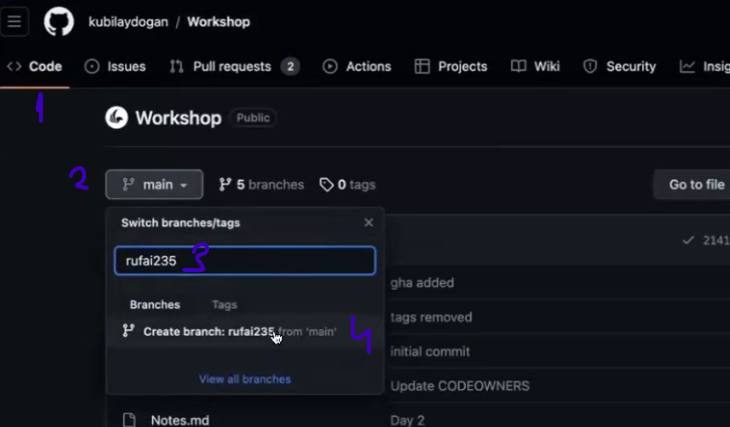 kubilaydogan / Workshop
Code Issues Pull requests 2 Actions Projects Wiki Security
1
Workshop Public
2 main 5 branches 0 tags Go to file
Switch branches/tags
2141
rufai235 3
gha added
Branches Tags
tags removed
Create branch: rufai235 from 'main' 4
initial commit
View all branches
Update CODEOWNERS
Notes.md Day 2